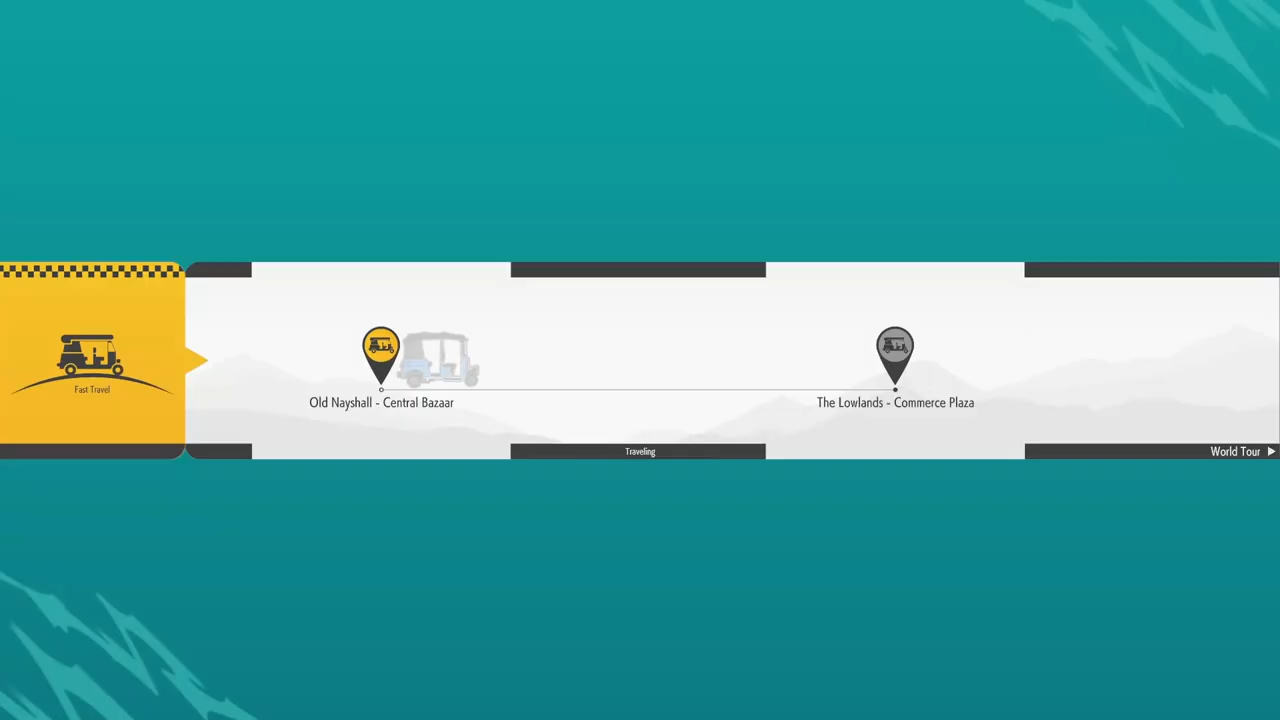 Fast Travel
Old Nayshall - Central Bazaar
The Lowlands - Commerce Plaza
Traveling
World Tour